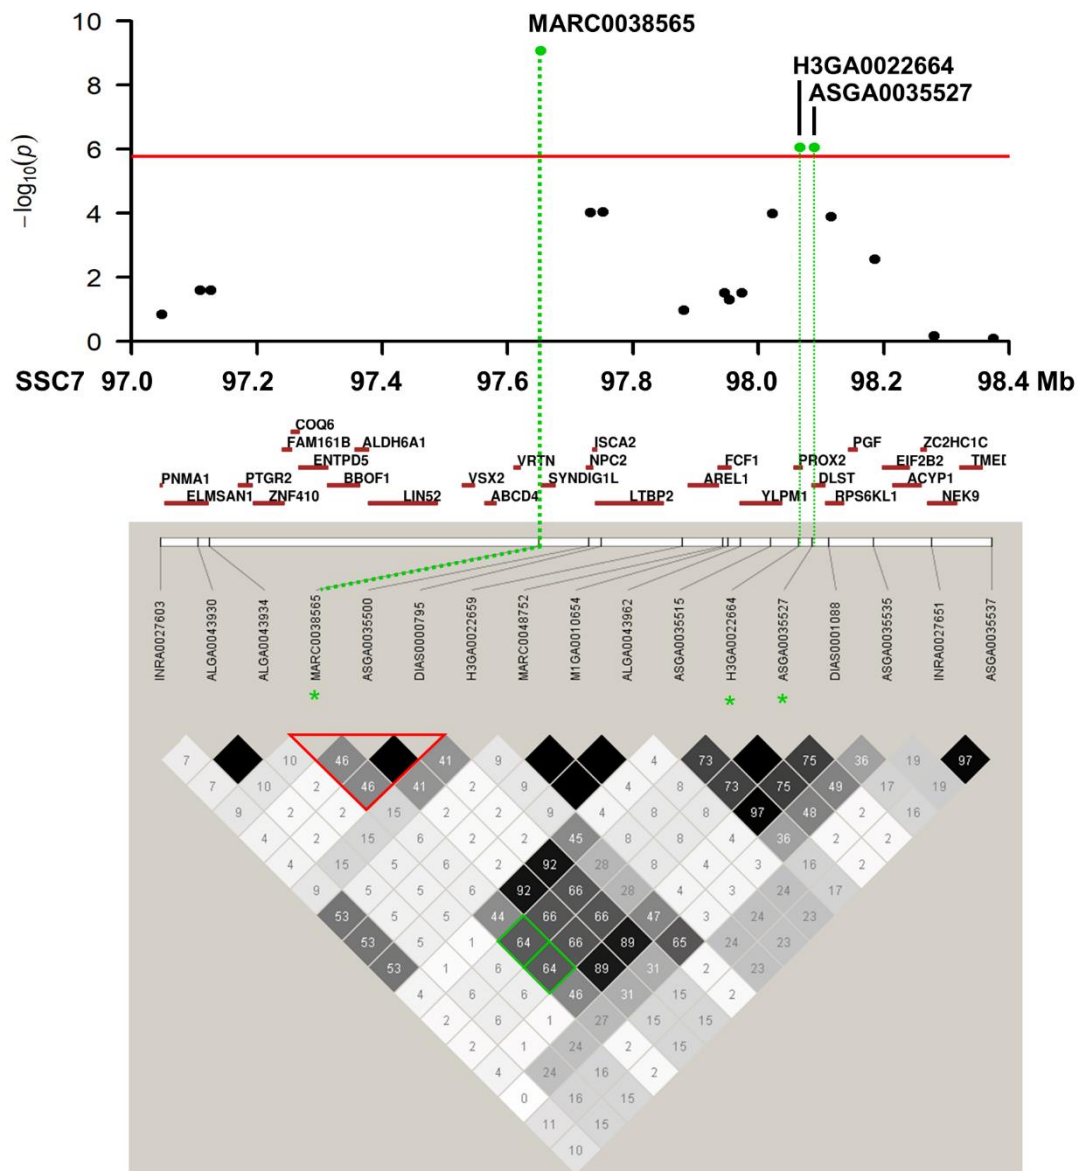 MARC0038565
H3GA0022664
ASGA0035527
10
8
6
4
2
0
−log10(p)
SSC7 97.0 97.2 97.4 97.6 97.8 98.0 98.2 98.4 Mb
COQ6
FAM161B ALDH6A1 ISCA2 PGF ZC2HC1C
ENTPD5 VRTN NPC2 FCF1 PROX2 EIF2B2 TMED
PNMA1 PTGR2 BBOF1 VSX2 SYNDIG1L AREL1 DLST ACYP1
ELMSAN1 ZNF410 LIN52 ABCD4 LTBP2 YLPM1 RPS6KL1 NEK9
INRA0027603
ALGA0043930
ALGA0043934
MARC0038565
ASGA0035500
DIAS0000795
H3GA0022659
MARC0048752
M1GA0010654
ALGA0043962
ASGA0035515
H3GA0022664
ASGA0035527
DIAS0001088
ASGA0035535
INRA0027651
ASGA0035537
* * *
7 10 46 41 9 4 73 75 36 19 97
7 10 2 46 41 2 9 4 8 73 75 49 17 19
9 2 2 15 2 2 9 4 8 8 97 48 2 16
4 2 15 6 2 45 8 8 4 36 2 2
4 15 5 6 92 28 8 4 3 16 2
9 5 5 6 92 66 28 4 3 24 17
53 5 5 44 66 66 47 3 24 23
53 5 1 64 66 89 65 24 23
53 1 6 64 89 31 2 23
4 6 6 46 31 15 2
2 6 1 27 15 15
2 1 24 2 15
4 24 16 2
0 16 15
11 15
10